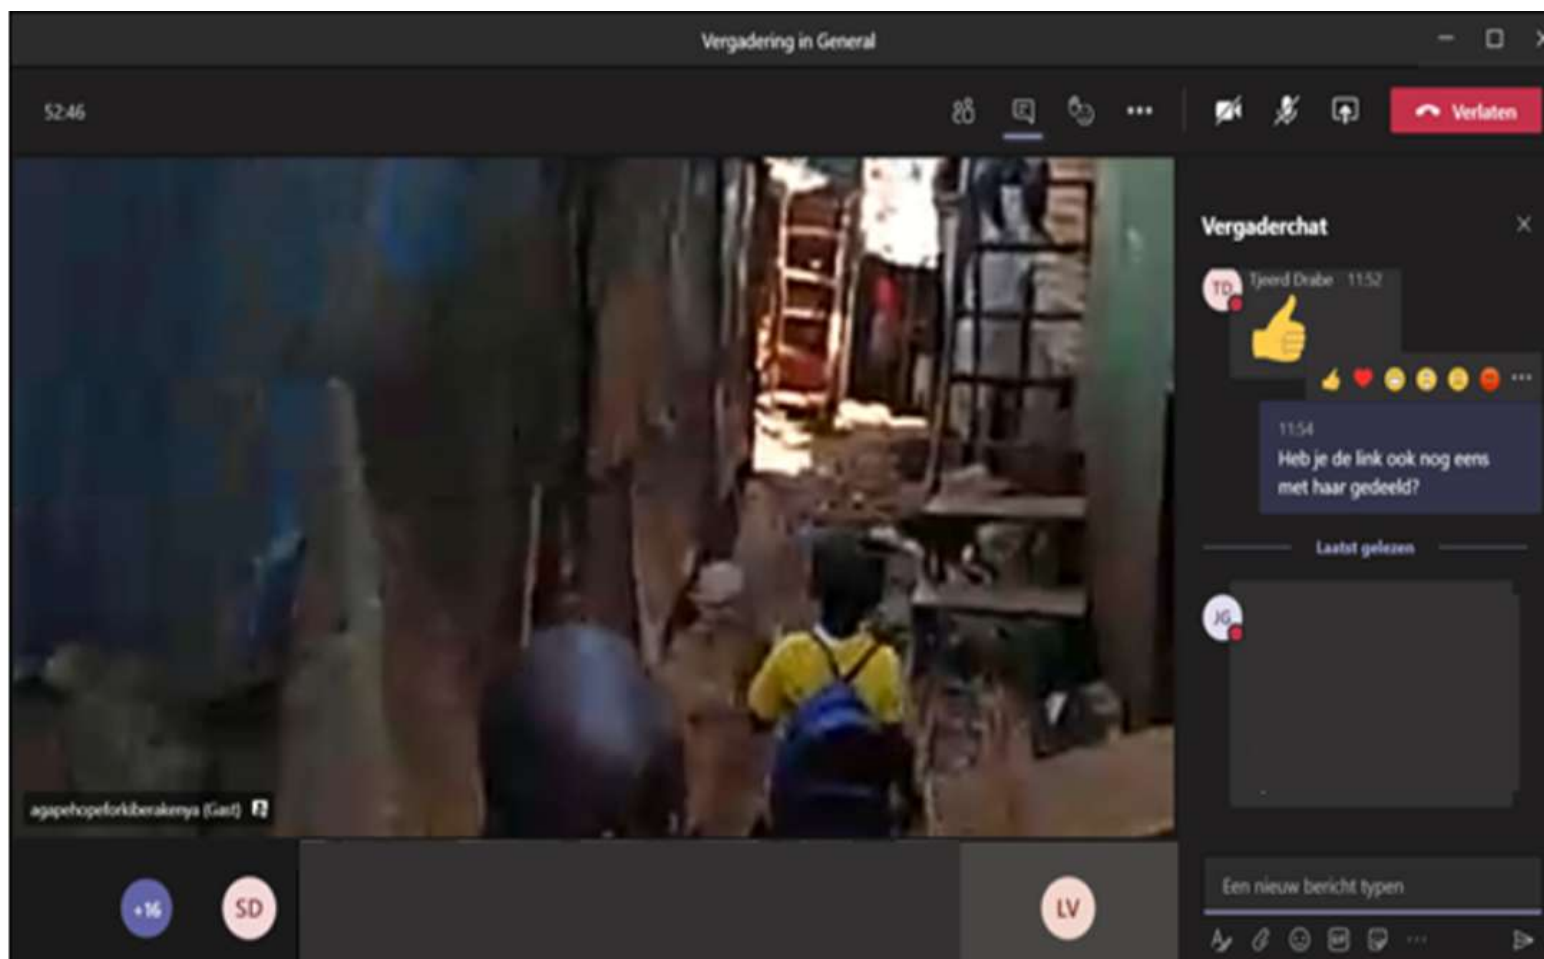 Vergadering in General
52:46
Verlaten
Vergaderchat
TD
Tjeerd Drabe 11:52
11:54
Heb je de link ook nog eens
met haar gedeeld?
Laatst gelezen
JG
agapehopeforkiberakenya (Gast)
+16
SD
LV
Een nieuw bericht typen
GIF